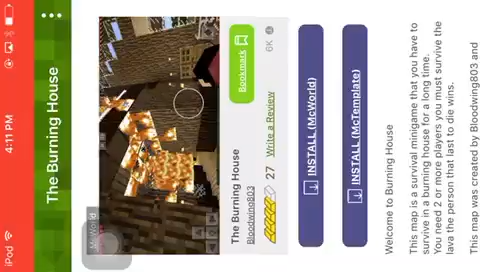 iPod
4:11 PM
The Burning House
McWorld
The Burning House
Bloodwing803
27
Write a Review
Bookmark
6K
INSTALL (McWorld)
INSTALL (McTemplate)
Welcome to Burning House
This map is a survival minigame that you have to
survive in a burning house for a long time.
You need 2 or more players you must survive the
lava the person that last to die wins.
This map was created by Bloodwing803 and